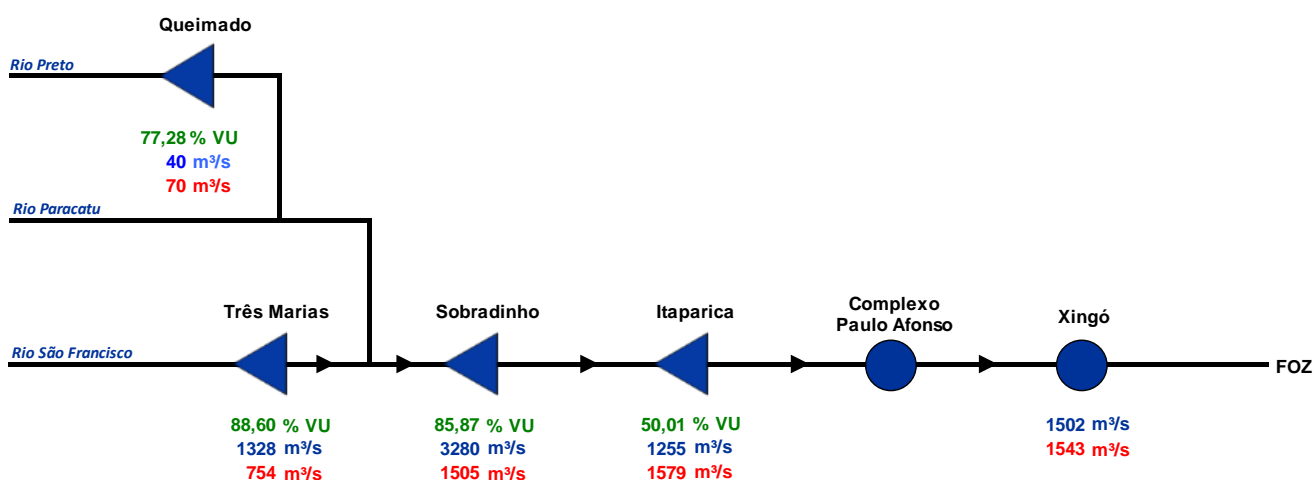 Queimado
Rio Preto
77,28 % VU
40 m³/s
70 m³/s
Rio Paracatu
Três Marias
Sobradinho
Itaparica
Complexo
Paulo Afonso
Xingó
Rio São Francisco
FOZ
88,60 % VU
1328 m³/s
754 m³/s
85,87 % VU
3280 m³/s
1505 m³/s
50,01 % VU
1255 m³/s
1579 m³/s
1502 m³/s
1543 m³/s